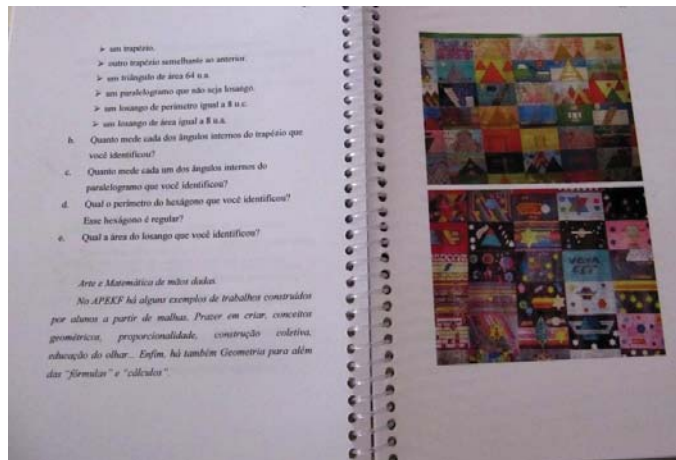 ➢ um trapézio.
➢ outro trapézio semelhante ao anterior.
➢ um triângulo de área 64 u.a.
➢ um paralelogramo que não seja losango.
➢ um losango de perímetro igual a 8 u.c.
➢ um losango de área igual a 8 u.a.
b. Quanto mede cada dos ângulos internos do trapézio que
você identificou?
c. Quanto mede cada um dos ângulos internos do
paralelogramo que você identificou?
d. Qual o perímetro do hexágono que você identificou?
Esse hexágono é regular?
e. Qual a área do losango que você identificou?
Arte e Matemática de mãos dadas.
No APEKF há alguns exemplos de trabalhos construídos
por alunos a partir de malhas. Prazer em criar, conceitos
geométricos, proporcionalidade, construção coletiva,
educação do olhar... Enfim, há também Geometria para além
das "fórmulas" e "cálculos".